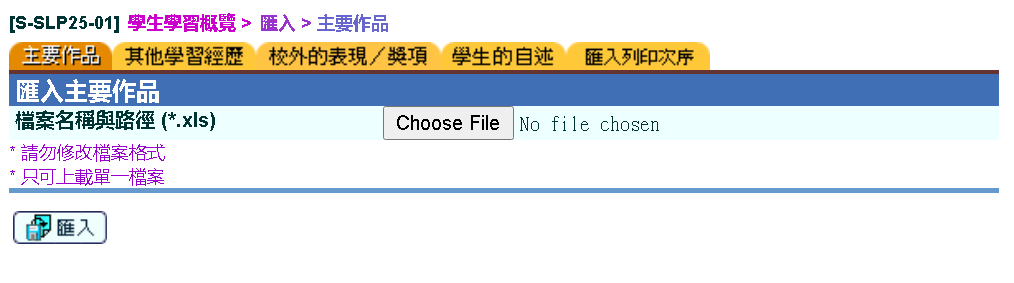 [S-SLP25-01] 學生學習概覽 > 匯入 > 主要作品
主要作品 其他學習經歷 校外的表現／獎項 學生的自述 匯入列印次序
匯入主要作品
檔案名稱與路徑 (*.xls) Choose File No file chosen
* 請勿修改檔案格式
* 只可上載單一檔案
匯入